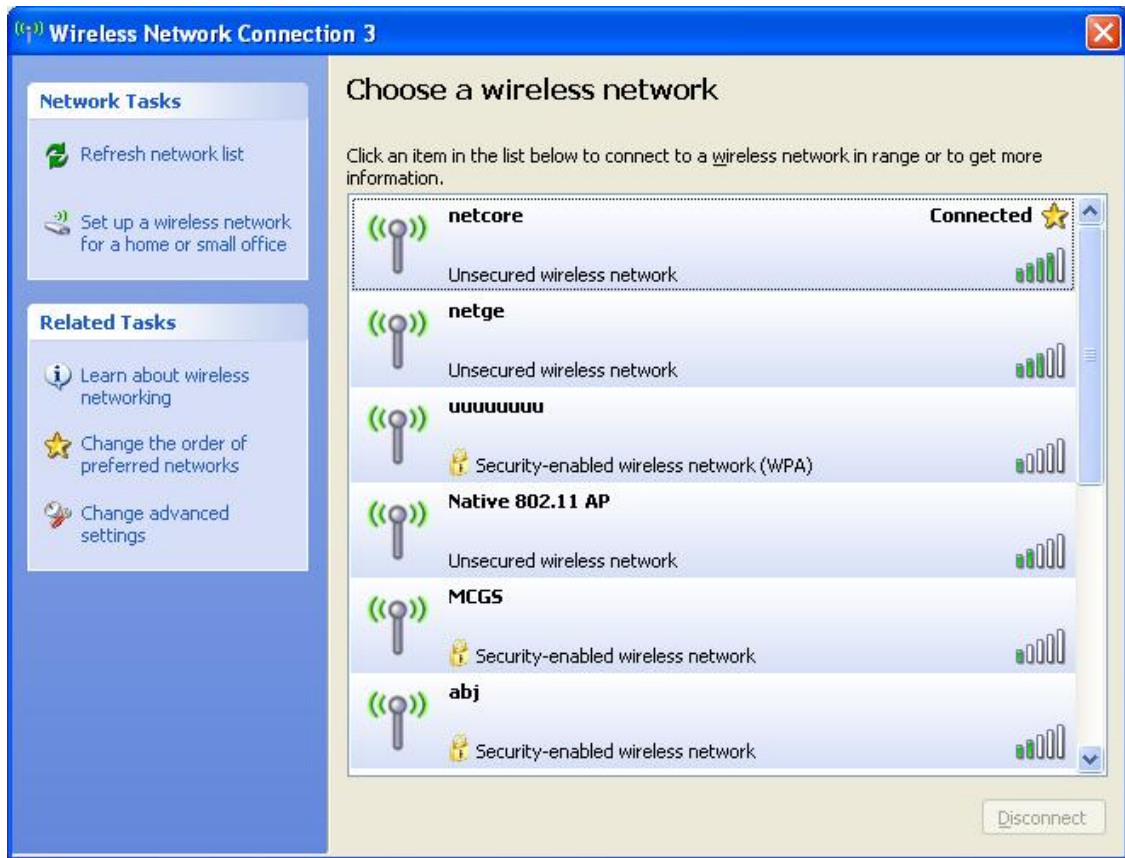 Wireless Network Connection 3
Network Tasks
Refresh network list
Set up a wireless network
for a home or small office
Related Tasks
Learn about wireless
networking
Change the order of
preferred networks
Change advanced
settings
Choose a wireless network
Click an item in the list below to connect to a wireless network in range or to get more
information.
netcore Connected
Unsecured wireless network
netge
Unsecured wireless network
uuuuuuuu
Security-enabled wireless network (WPA)
Native 802.11 AP
Unsecured wireless network
MCGS
Security-enabled wireless network
abj
Security-enabled wireless network
Disconnect